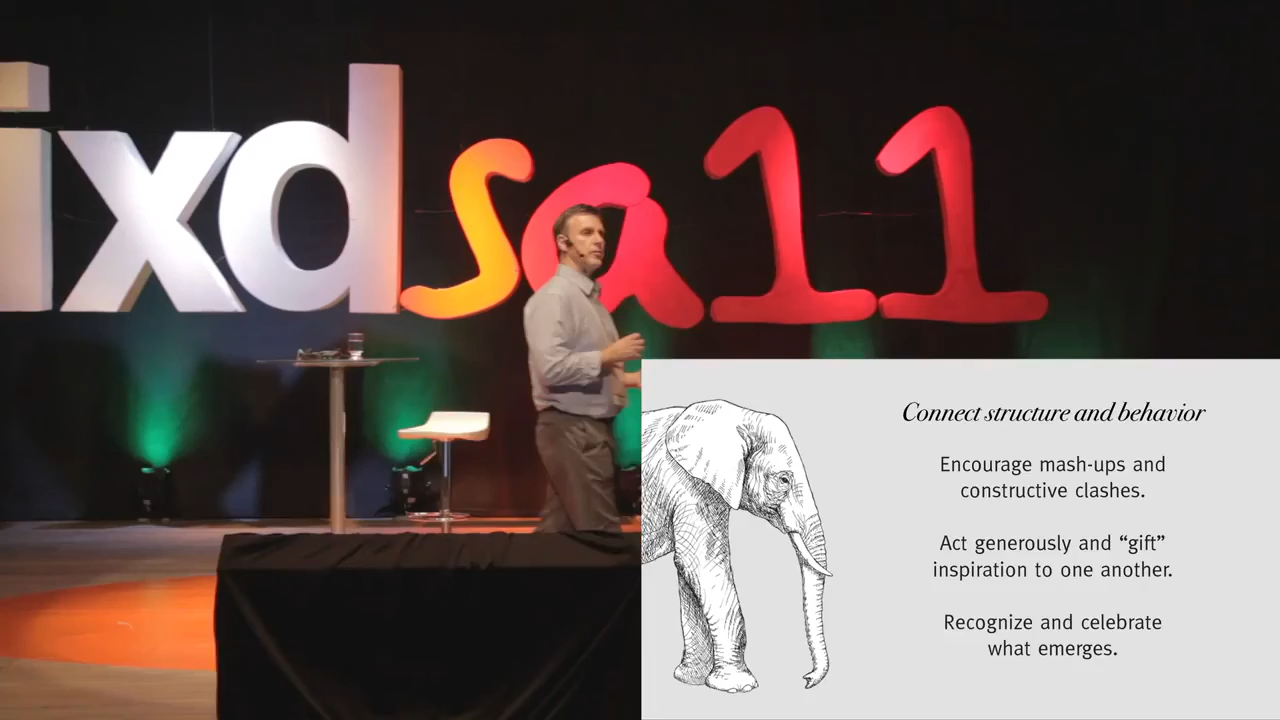 ixdsa11
Connect structure and behavior
Encourage mash-ups and
constructive clashes.
Act generously and “gift”
inspiration to one another.
Recognize and celebrate
what emerges.